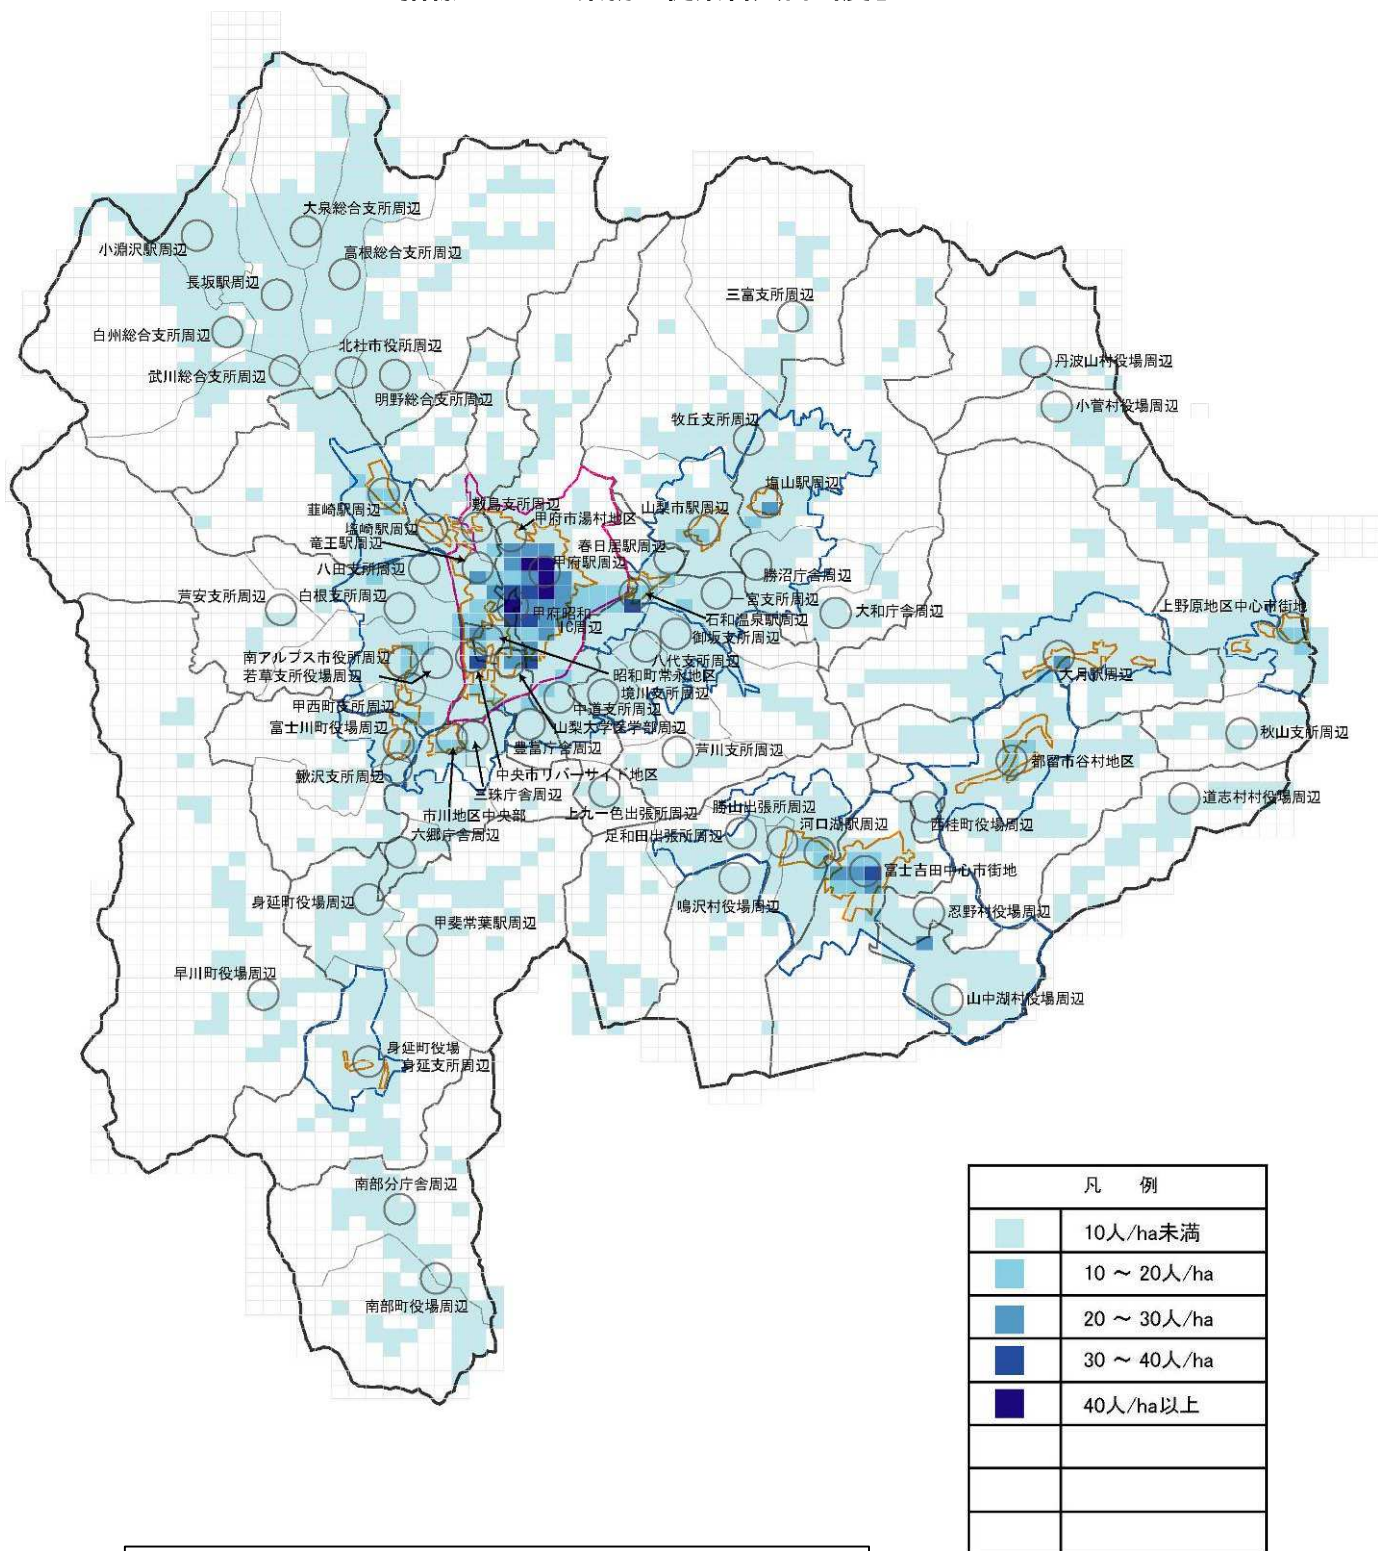 大泉総合支所周辺
小淵沢駅周辺
高根総合支所周辺
長坂駅周辺
三富支所周辺
白州総合支所周辺
北杜市役所周辺
丹波山村役場周辺
武川総合支所周辺
明野総合支所周辺
小菅村役場周辺
牧丘支所周辺
塩山駅周辺
韮崎駅周辺
敷島支所周辺
山梨市駅周辺
甲府市湯村地区
塩崎駅周辺
竜王駅周辺
春日居駅周辺
八田支所周辺
甲府駅周辺
勝沼庁舎周辺
芦安支所周辺
白根支所周辺
一宮支所周辺
大和庁舎周辺
上野原地区中心市街地
甲府昭和
IC周辺
石和温泉駅周辺
御坂支所周辺
南アルプス市役所周辺
八代支所周辺
若草支所役場周辺
昭和町常永地区
大月駅周辺
境川支所周辺
甲西町支所周辺
中道支所周辺
富士川町役場周辺
山梨大学医学部周辺
秋山支所周辺
豊富庁舎周辺
芦川支所周辺
都留市谷村地区
鰍沢支所周辺
中央市リバーサイド地区
三珠庁舎周辺
道志村村役場周辺
市川地区中央部
上九一色出張所周辺
勝山出張所周辺
河口湖駅周辺
西桂町役場周辺
六郷庁舎周辺
足和田出張所周辺
富士吉田中心市街地
身延町役場周辺
鳴沢村役場周辺
忍野村役場周辺
甲斐常葉駅周辺
早川町役場周辺
山中湖村役場周辺
身延町役場
身延支所周辺
南部分庁舎周辺
南部町役場周辺
凡 例
10人/ha未満
10 ～ 20人/ha
20 ～ 30人/ha
30 ～ 40人/ha
40人/ha以上